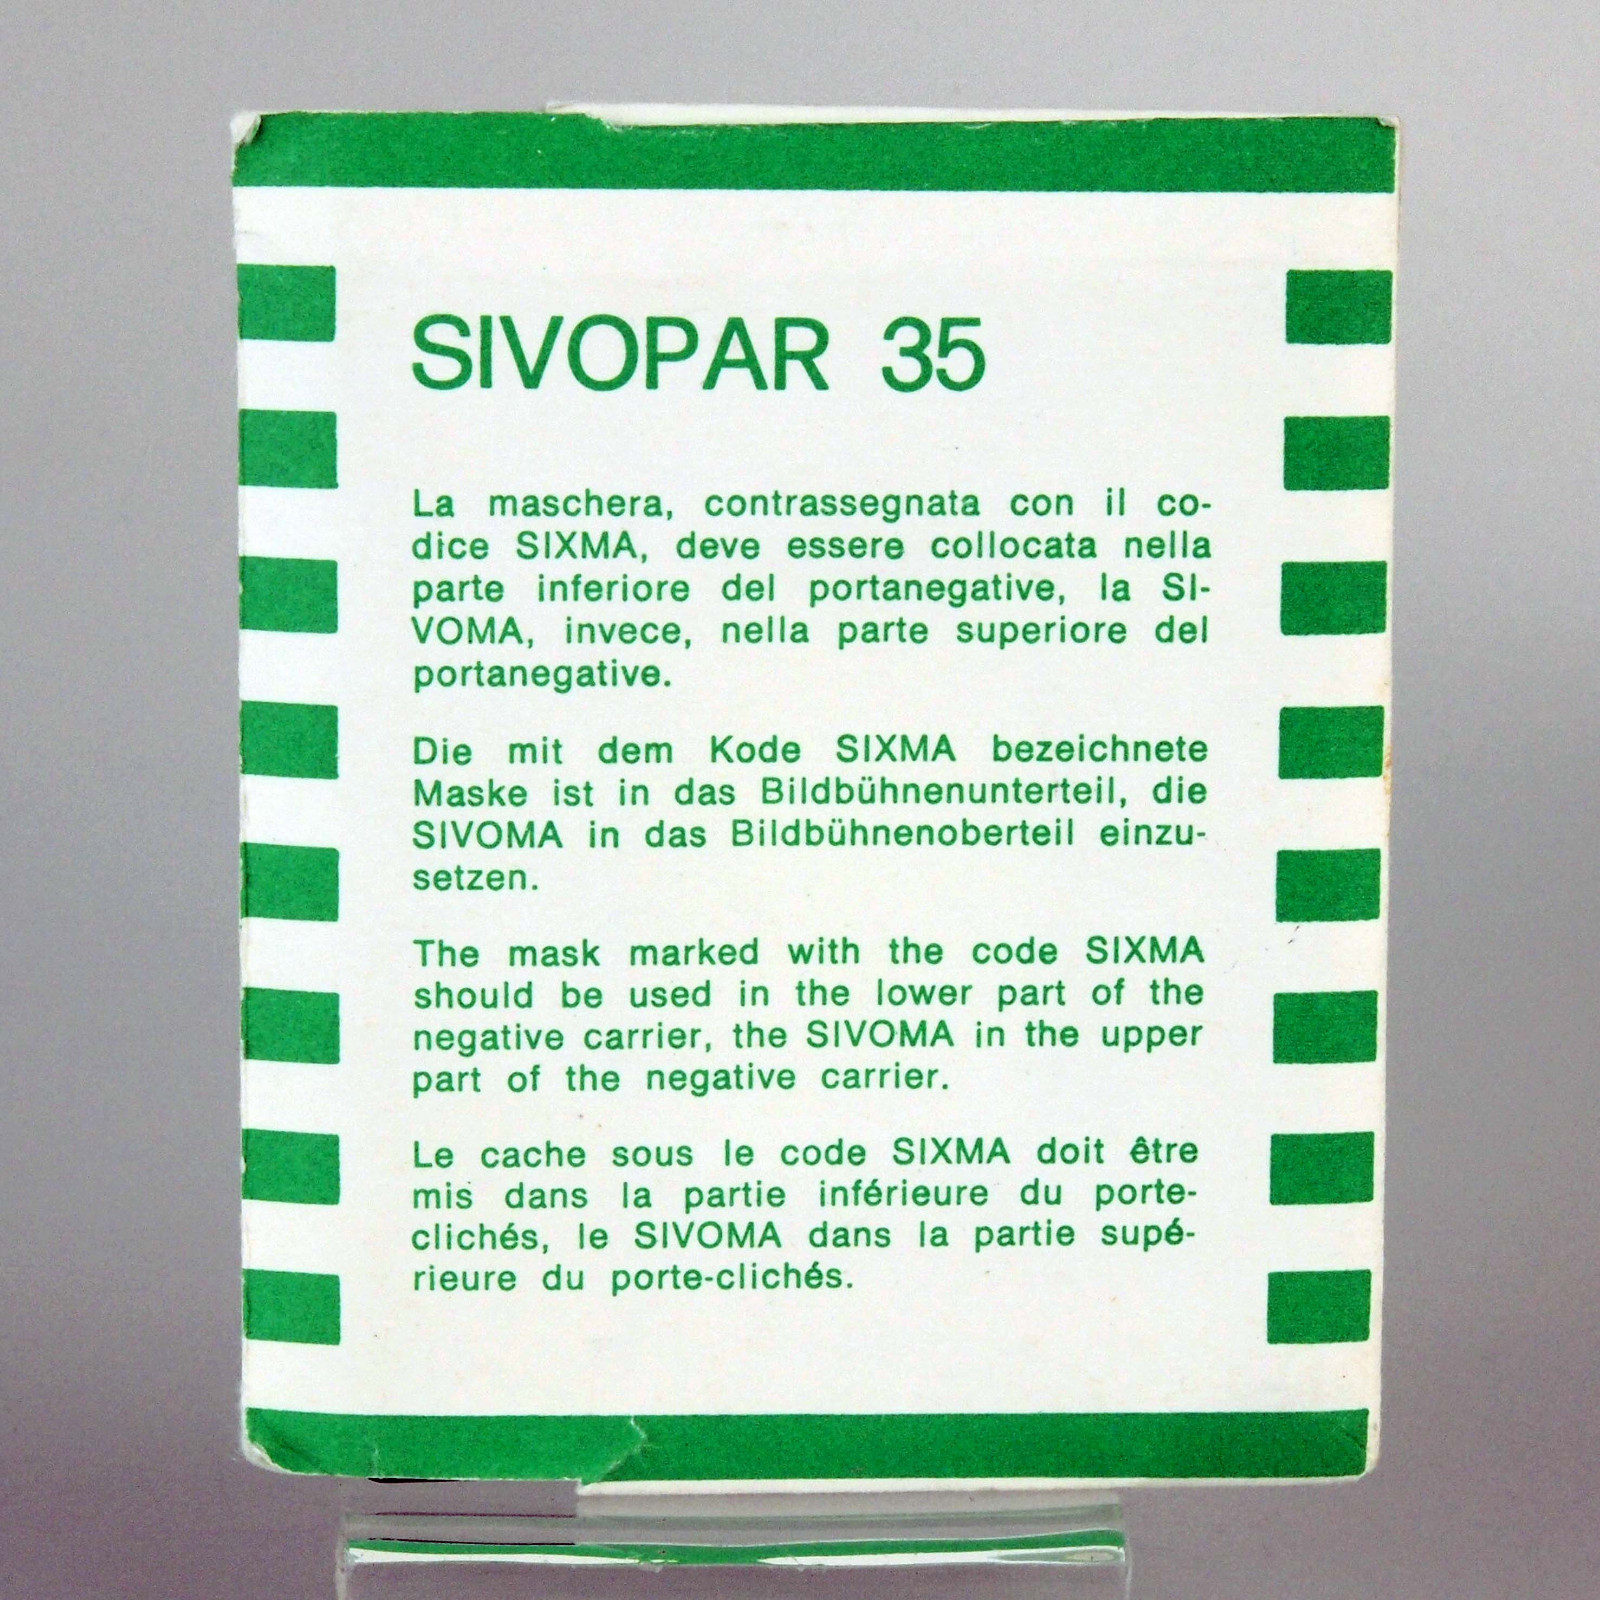 SIVOPAR 35
La maschera, contrassegnata con il co-
dice SIXMA, deve essere collocata nella
parte inferiore del portanegative, la SI-
VOMA, invece, nella parte superiore del
portanegative.
Die mit dem Kode SIXMA bezeichnete
Maske ist in das Bildbühnenunterteil, die
SIVOMA in das Bildbühnenoberteil einzu-
setzen.
The mask marked with the code SIXMA
should be used in the lower part of the
negative carrier, the SIVOMA in the upper
part of the negative carrier.
Le cache sous le code SIXMA doit être
mis dans la partie inférieure du porte-
clichés, le SIVOMA dans la partie supé-
rieure du porte-clichés.